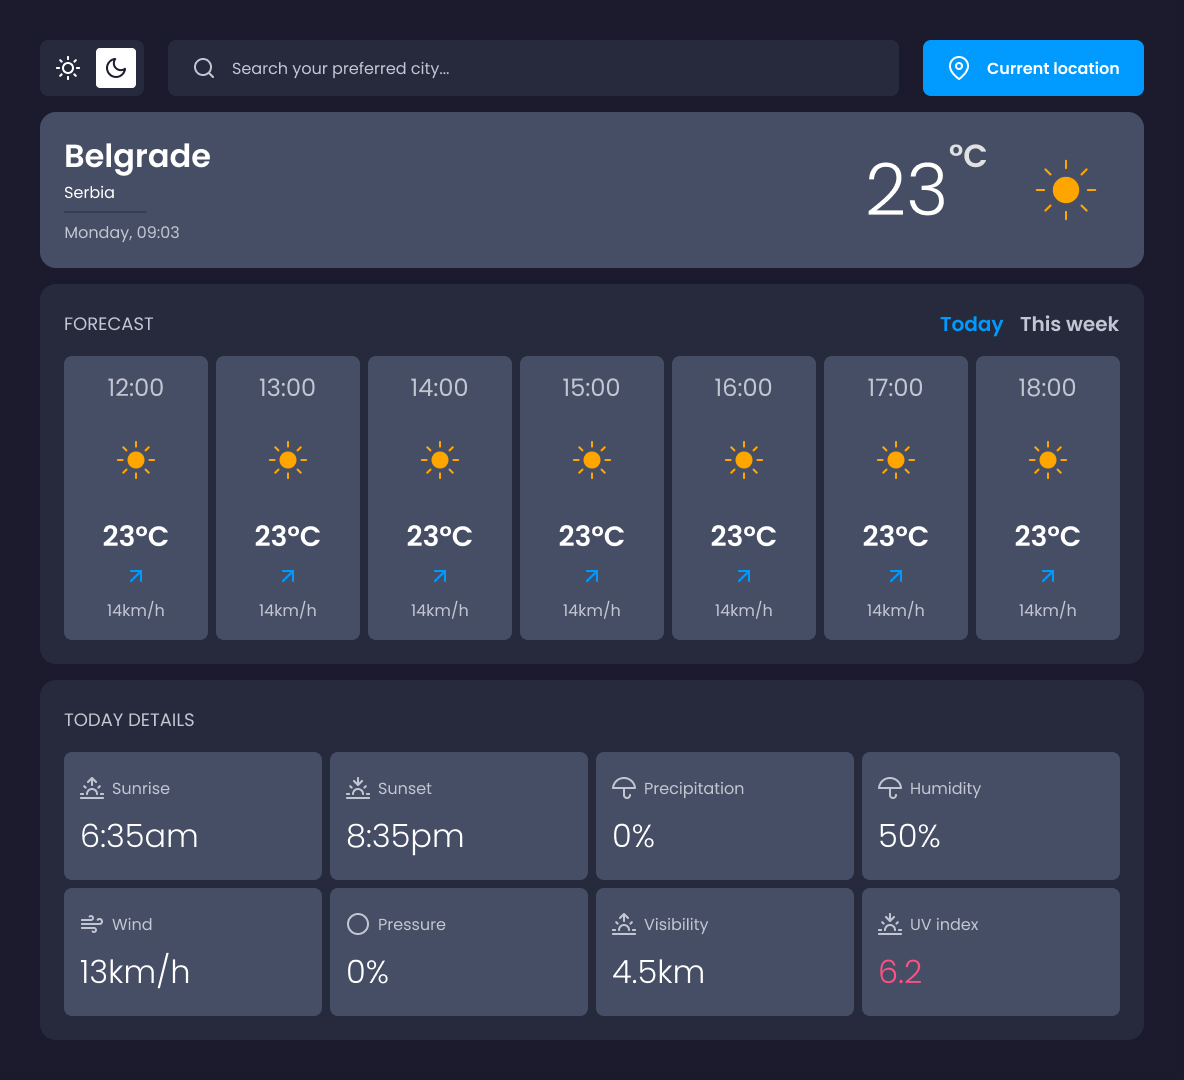 Search your preferred city...
Current location
Belgrade
Serbia
Monday, 09:03
23 °C
FORECAST
Today This week
12:00 13:00 14:00 15:00 16:00 17:00 18:00
23°C 23°C 23°C 23°C 23°C 23°C 23°C
14km/h 14km/h 14km/h 14km/h 14km/h 14km/h 14km/h
TODAY DETAILS
Sunrise Sunset Precipitation Humidity
6:35am 8:35pm 0% 50%
Wind Pressure Visibility UV index
13km/h 0% 4.5km 6.2